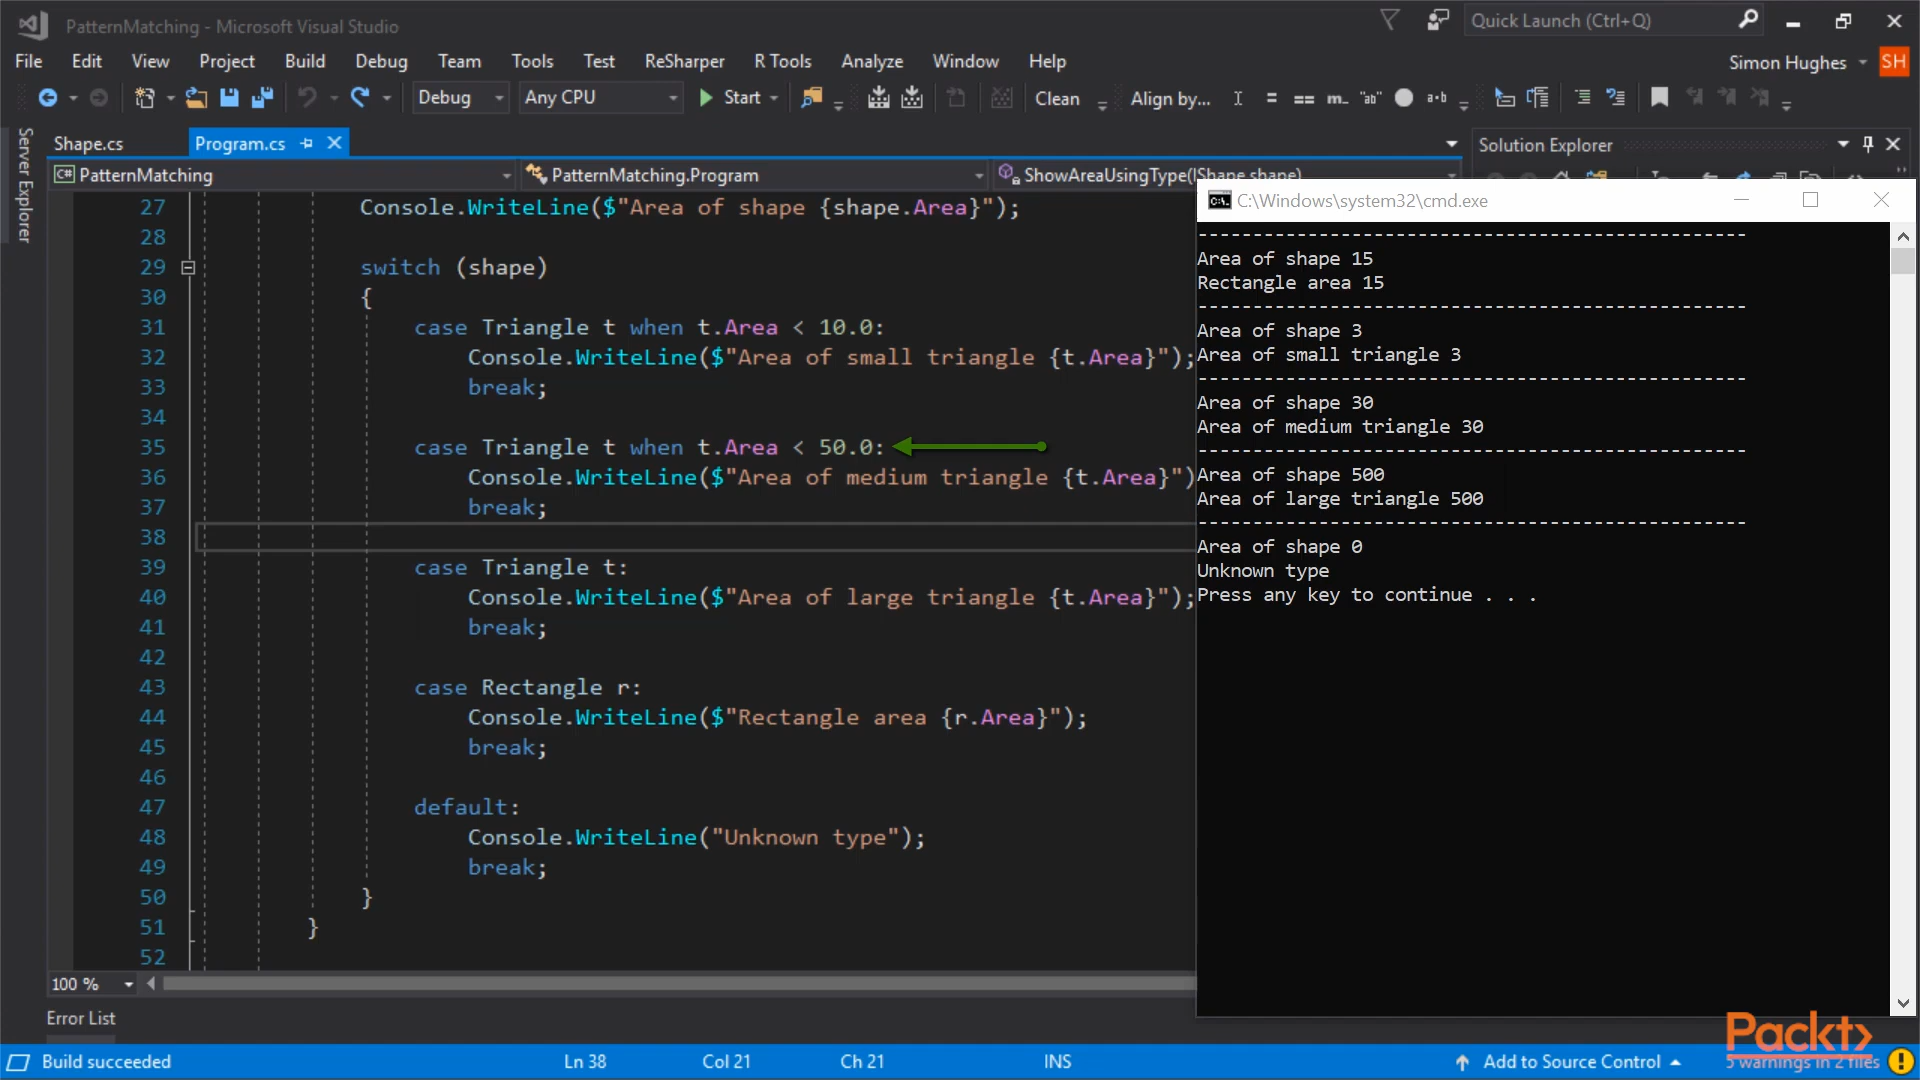 PatternMatching - Microsoft Visual Studio
Quick Launch (Ctrl+Q)
File Edit View Project Build Debug Team Tools Test ReSharper R Tools Analyze Window Help
Simon Hughes SH
Debug Any CPU Start Clean Align by...
Server Explorer
Shape.cs Program.cs
Solution Explorer
PatternMatching PatternMatching.Program ShowAreaUsingType(IShape shape)
27 Console.WriteLine($"Area of shape {shape.Area}");
28
29 switch (shape)
30 {
31 case Triangle t when t.Area < 10.0:
32 Console.WriteLine($"Area of small triangle {t.Area}");
33 break;
34
35 case Triangle t when t.Area < 50.0:
36 Console.WriteLine($"Area of medium triangle {t.Area}")
37 break;
38
39 case Triangle t:
40 Console.WriteLine($"Area of large triangle {t.Area}");
41 break;
42
43 case Rectangle r:
44 Console.WriteLine($"Rectangle area {r.Area}");
45 break;
46
47 default:
48 Console.WriteLine("Unknown type");
49 break;
50 }
51 }
52
C:\Windows\system32\cmd.exe
--------------------------------------------------
Area of shape 15
Rectangle area 15
--------------------------------------------------
Area of shape 3
Area of small triangle 3
--------------------------------------------------
Area of shape 30
Area of medium triangle 30
--------------------------------------------------
Area of shape 500
Area of large triangle 500
--------------------------------------------------
Area of shape 0
Unknown type
Press any key to continue . . .
100 %
Error List
Packt>
Build succeeded Ln 38 Col 21 Ch 21 INS Add to Source Control 5 warnings in 2 files